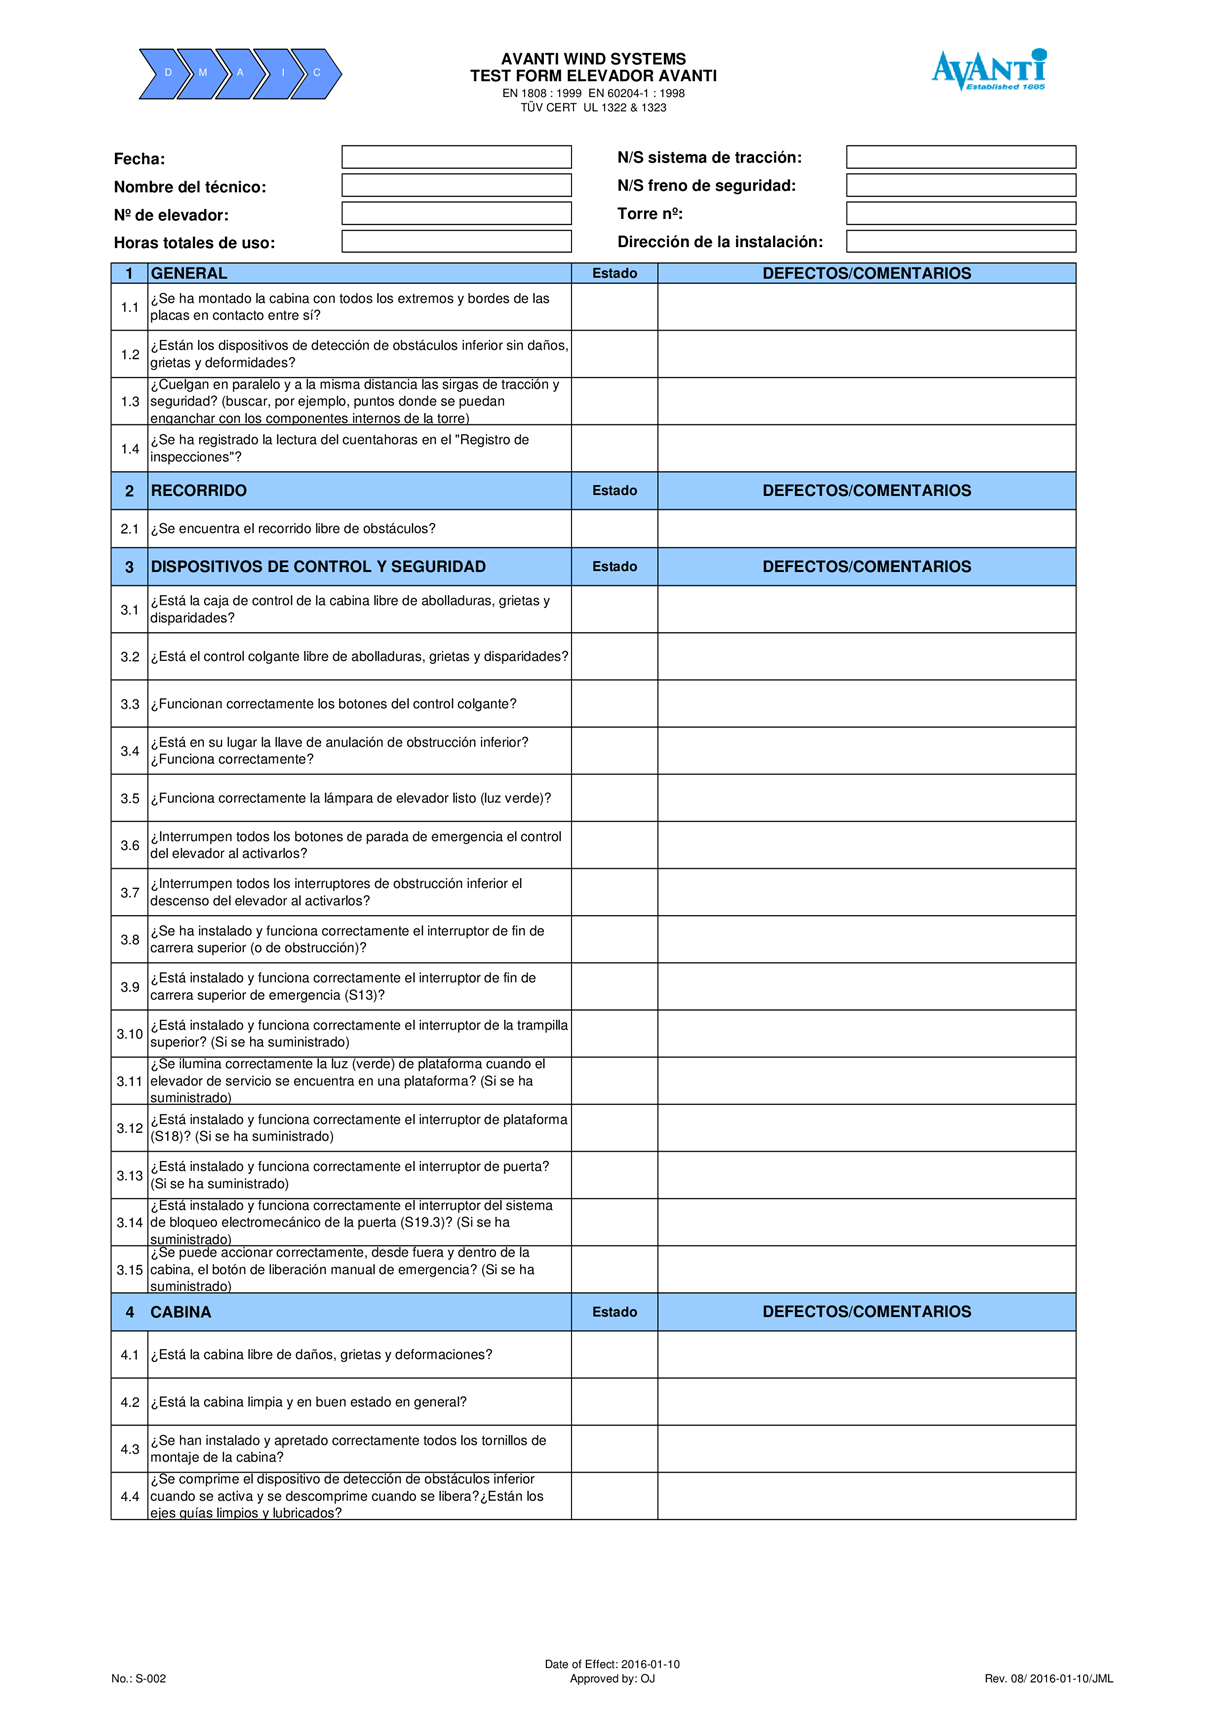 D M A I C
AVANTI WIND SYSTEMS
TEST FORM ELEVADOR AVANTI
EN 1808 : 1999 EN 60204-1 : 1998
TÜV CERT UL 1322 & 1323
AVANTI
Established 1885
Fecha:
N/S sistema de tracción:
Nombre del técnico:
N/S freno de seguridad:
Nº de elevador:
Torre nº:
Horas totales de uso:
Dirección de la instalación:
1 GENERAL Estado DEFECTOS/COMENTARIOS
1.1 ¿Se ha montado la cabina con todos los extremos y bordes de las
placas en contacto entre sí?
1.2 ¿Están los dispositivos de detección de obstáculos inferior sin daños,
grietas y deformidades?
1.3 ¿Cuelgan en paralelo y a la misma distancia las sirgas de tracción y
seguridad? (buscar, por ejemplo, puntos donde se puedan
enganchar con los componentes internos de la torre)
1.4 ¿Se ha registrado la lectura del cuentahoras en el "Registro de
inspecciones"?
2 RECORRIDO Estado DEFECTOS/COMENTARIOS
2.1 ¿Se encuentra el recorrido libre de obstáculos?
3 DISPOSITIVOS DE CONTROL Y SEGURIDAD Estado DEFECTOS/COMENTARIOS
3.1 ¿Está la caja de control de la cabina libre de abolladuras, grietas y
disparidades?
3.2 ¿Está el control colgante libre de abolladuras, grietas y disparidades?
3.3 ¿Funcionan correctamente los botones del control colgante?
3.4 ¿Está en su lugar la llave de anulación de obstrucción inferior?
¿Funciona correctamente?
3.5 ¿Funciona correctamente la lámpara de elevador listo (luz verde)?
3.6 ¿Interrumpen todos los botones de parada de emergencia el control
del elevador al activarlos?
3.7 ¿Interrumpen todos los interruptores de obstrucción inferior el
descenso del elevador al activarlos?
3.8 ¿Se ha instalado y funciona correctamente el interruptor de fin de
carrera superior (o de obstrucción)?
3.9 ¿Está instalado y funciona correctamente el interruptor de fin de
carrera superior de emergencia (S13)?
3.10 ¿Está instalado y funciona correctamente el interruptor de la trampilla
superior? (Si se ha suministrado)
3.11 ¿Se ilumina correctamente la luz (verde) de plataforma cuando el
elevador de servicio se encuentra en una plataforma? (Si se ha
suministrado)
3.12 ¿Está instalado y funciona correctamente el interruptor de plataforma
(S18)? (Si se ha suministrado)
3.13 ¿Está instalado y funciona correctamente el interruptor de puerta?
(Si se ha suministrado)
3.14 ¿Está instalado y funciona correctamente el interruptor del sistema
de bloqueo electromecánico de la puerta (S19.3)? (Si se ha
suministrado)
3.15 ¿Se puede accionar correctamente, desde fuera y dentro de la
cabina, el botón de liberación manual de emergencia? (Si se ha
suministrado)
4 CABINA Estado DEFECTOS/COMENTARIOS
4.1 ¿Está la cabina libre de daños, grietas y deformaciones?
4.2 ¿Está la cabina limpia y en buen estado en general?
4.3 ¿Se han instalado y apretado correctamente todos los tornillos de
montaje de la cabina?
4.4 ¿Se comprime el dispositivo de detección de obstáculos inferior
cuando se activa y se descomprime cuando se libera?¿Están los
ejes guías limpios y lubricados?
Date of Effect: 2016-01-10
No.: S-002 Approved by: OJ Rev. 08/ 2016-01-10/JML